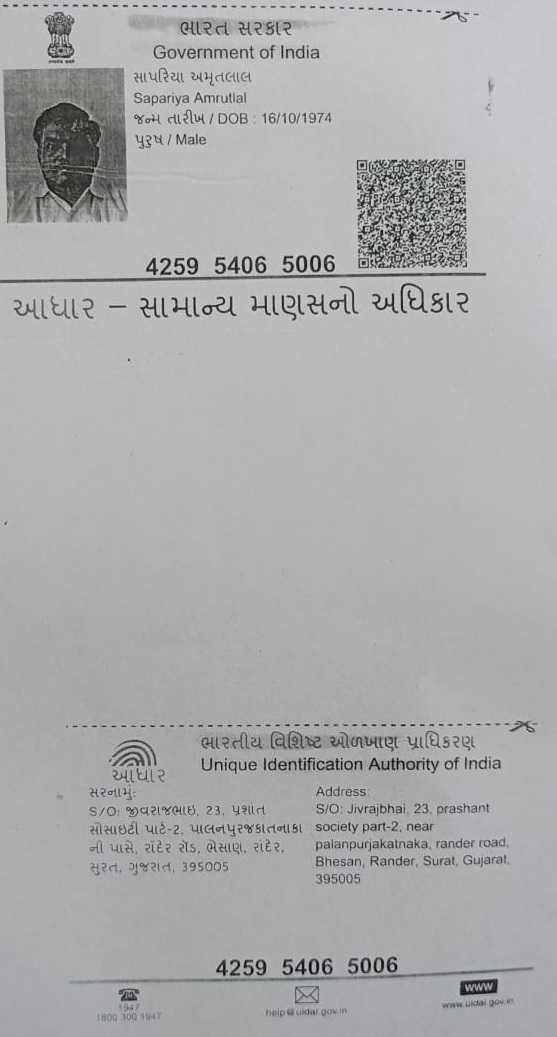 ભારત સરકાર
Government of India
સાપરિયા અમૃતલાલ
Sapariya Amrutlal
જન્મ તારીખ / DOB : 16/10/1974
પુરુષ / Male
4259 5406 5006
આધાર – સામાન્ય માણસનો અધિકાર
ભારતીય વિશિષ્ટ ઓળખાણ પ્રાધિકરણ
Unique Identification Authority of India
આધાર
સરનામું:
S/O: જીવરાજભાઇ, 23, પ્રશાત
સોસાઇટી પાર્ટ-2, પાલનપુરજકાતનાકા
ની પાસે, રાંદેર રોડ, ભેસાણ, રાંદેર,
સુરત, ગુજરાત, 395005
Address:
S/O: Jivrajbhai, 23, prashant
society part-2, near
palanpurjakatnaka, rander road,
Bhesan, Rander, Surat, Gujarat,
395005
4259 5406 5006
1947
1800 300 1947
help@uidai.gov.in
www
www.uidai.gov.in